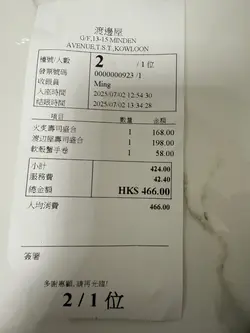 渡邊屋
G/F,13-15 MINDEN
AVENUE,T.S.T.,KOWLOON
檯號/人數 2 /1 位
發票號碼 0000000923 /1
收銀員 Ming
入座時間 2025/07/02 12:54:30
結賬時間 2025/07/02 13:34:28
項目 數量 金額
火炙壽司盛合 1 168.00
渡辺屋壽司盛合 1 198.00
軟殼蟹手卷 1 58.00
小計 424.00
服務費 42.40
總金額 HK$ 466.00
人均消費 466.00
簽署
多謝惠顧,請再光臨!
2 / 1 位